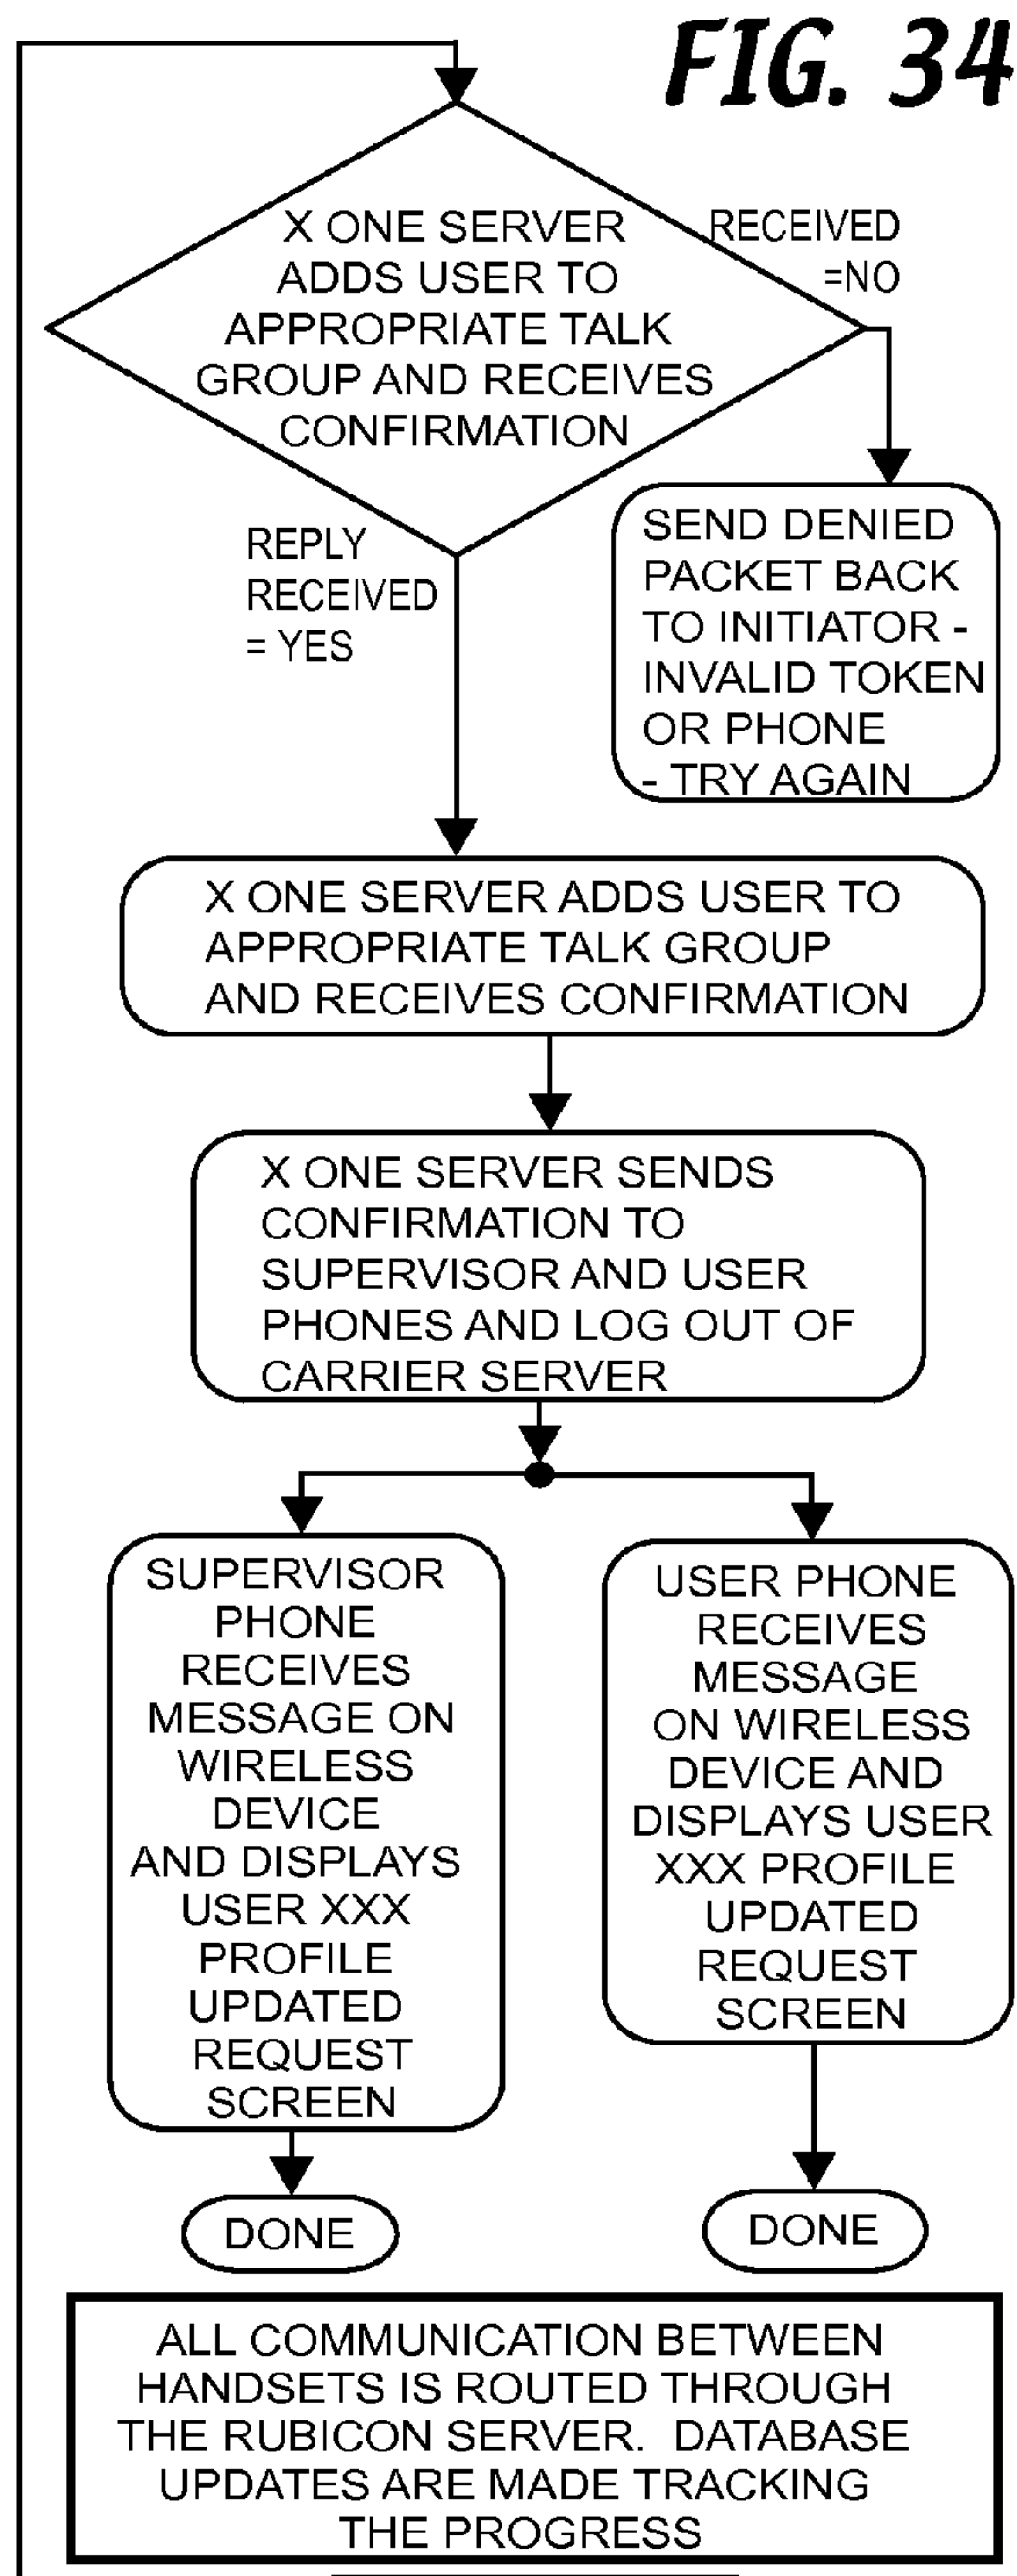 FIG. 34
X ONE SERVER
ADDS USER TO
APPROPRIATE TALK
GROUP AND RECEIVES
CONFIRMATION
RECEIVED
=NO
SEND DENIED
PACKET BACK
TO INITIATOR -
INVALID TOKEN
OR PHONE
- TRY AGAIN
REPLY
RECEIVED
= YES
X ONE SERVER ADDS USER TO
APPROPRIATE TALK GROUP
AND RECEIVES CONFIRMATION
X ONE SERVER SENDS
CONFIRMATION TO
SUPERVISOR AND USER
PHONES AND LOG OUT OF
CARRIER SERVER
SUPERVISOR
PHONE
RECEIVES
MESSAGE ON
WIRELESS
DEVICE
AND DISPLAYS
USER XXX
PROFILE
UPDATED
REQUEST
SCREEN
USER PHONE
RECEIVES
MESSAGE
ON WIRELESS
DEVICE AND
DISPLAYS USER
XXX PROFILE
UPDATED
REQUEST
SCREEN
DONE
DONE
ALL COMMUNICATION BETWEEN
HANDSETS IS ROUTED THROUGH
THE RUBICON SERVER. DATABASE
UPDATES ARE MADE TRACKING
THE PROGRESS